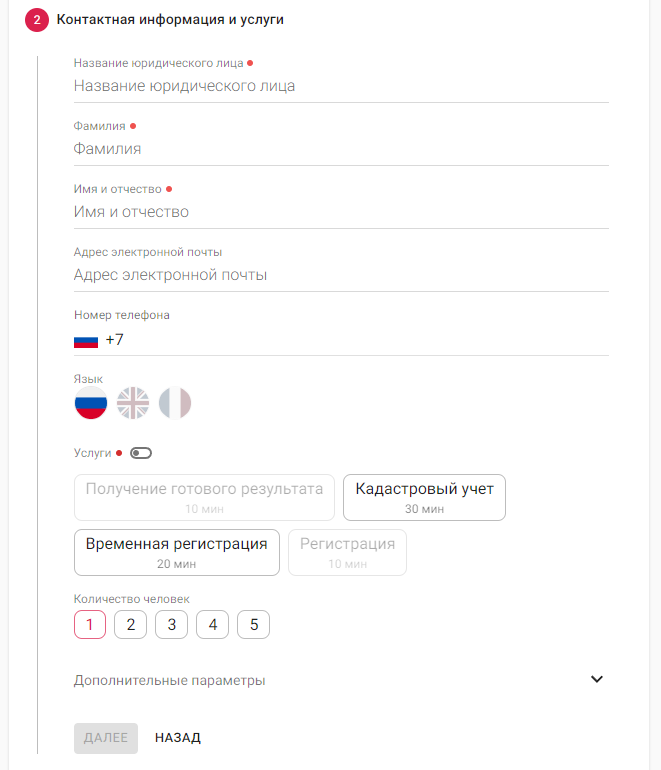 2 Контактная информация и услуги
Название юридического лица
Название юридического лица
Фамилия
Фамилия
Имя и отчество
Имя и отчество
Адрес электронной почты
Адрес электронной почты
Номер телефона
+7
Язык
Услуги
Получение готового результата Кадастровый учет
10 мин 30 мин
Временная регистрация Регистрация
20 мин 10 мин
Количество человек
1 2 3 4 5
Дополнительные параметры
ДАЛЕЕ НАЗАД